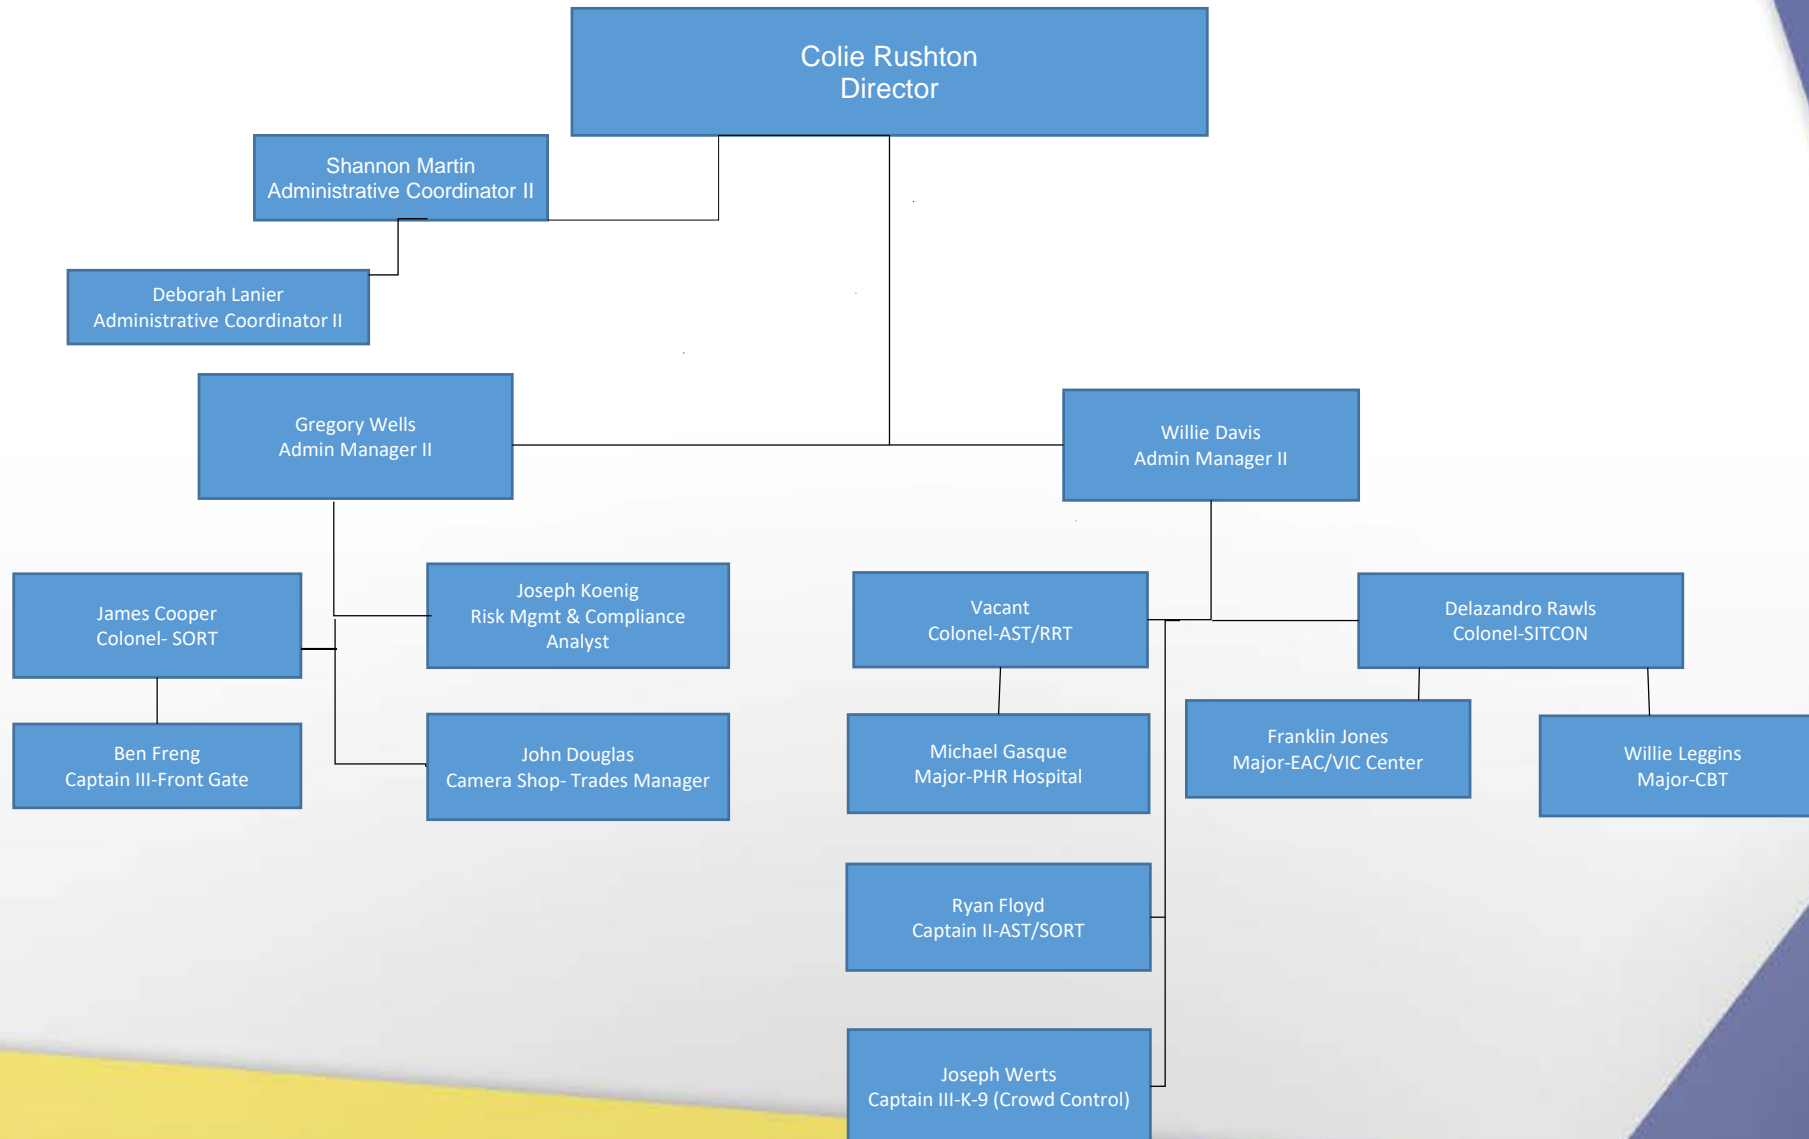 Colie Rushton
Director
Shannon Martin
Administrative Coordinator II
Deborah Lanier
Administrative Coordinator II
Gregory Wells
Admin Manager II
Willie Davis
Admin Manager II
James Cooper
Colonel- SORT
Joseph Koenig
Risk Mgmt & Compliance
Analyst
Vacant
Colonel-AST/RRT
Delazandro Rawls
Colonel-SITCON
Ben Freng
Captain III-Front Gate
John Douglas
Camera Shop- Trades Manager
Michael Gasque
Major-PHR Hospital
Franklin Jones
Major-EAC/VIC Center
Willie Leggins
Major-CBT
Ryan Floyd
Captain II-AST/SORT
Joseph Werts
Captain III-K-9 (Crowd Control)